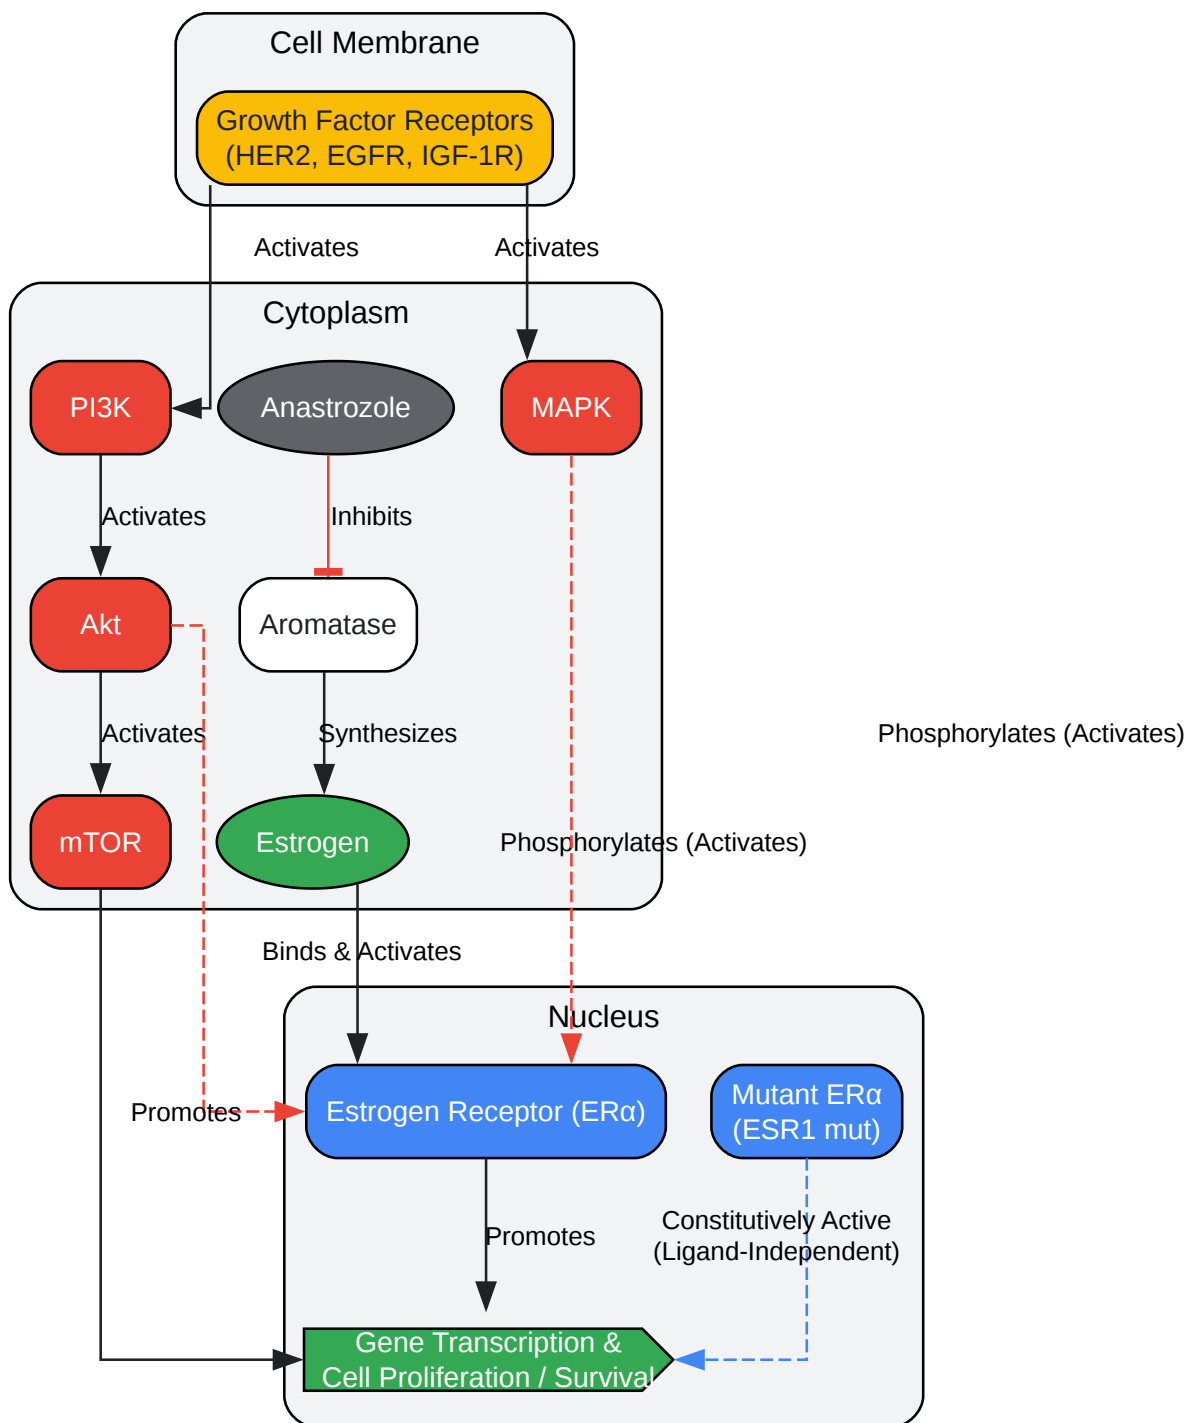 Cell Membrane
Growth Factor Receptors
(HER2, EGFR, IGF-1R)
Activates
Activates
Cytoplasm
PI3K
Anastrozole
MAPK
Activates
Inhibits
Akt
Aromatase
Activates
Synthesizes
Phosphorylates (Activates)
mTOR
Estrogen
Phosphorylates (Activates)
Binds & Activates
Nucleus
Promotes
Estrogen Receptor (ERα)
Mutant ERα
(ESR1 mut)
Promotes
Constitutively Active
(Ligand-Independent)
Gene Transcription &
Cell Proliferation / Survival